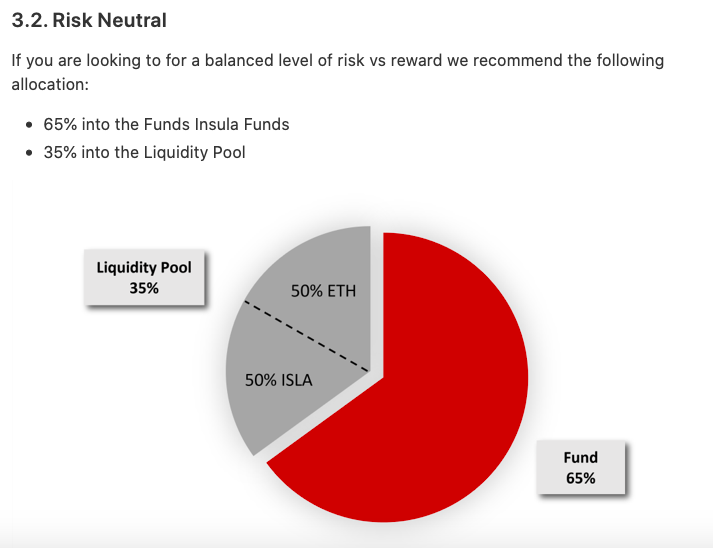 3.2. Risk Neutral
If you are looking to for a balanced level of risk vs reward we recommend the following
allocation:
• 65% into the Funds Insula Funds
• 35% into the Liquidity Pool
Liquidity Pool
35%
50% ETH
50% ISLA
Fund
65%